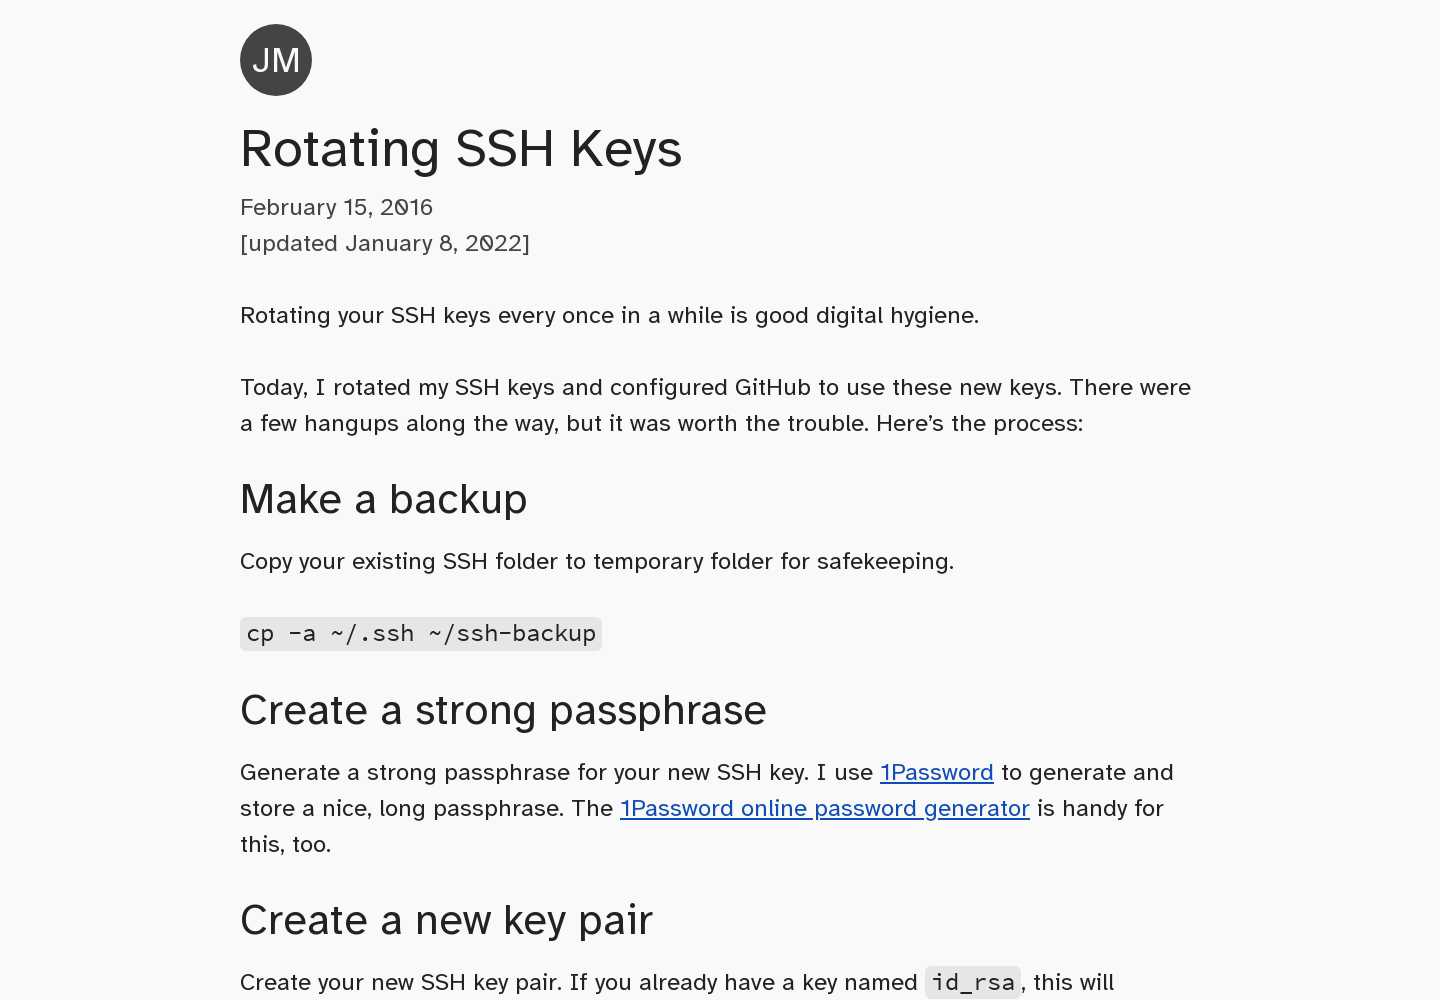 JM
Rotating SSH Keys
February 15, 2016
[updated January 8, 2022]
Rotating your SSH keys every once in a while is good digital hygiene.
Today, I rotated my SSH keys and configured GitHub to use these new keys. There were
a few hangups along the way, but it was worth the trouble. Here’s the process:
Make a backup
Copy your existing SSH folder to temporary folder for safekeeping.
cp -a ~/.ssh ~/ssh-backup
Create a strong passphrase
Generate a strong passphrase for your new SSH key. I use 1Password to generate and
store a nice, long passphrase. The 1Password online password generator is handy for
this, too.
Create a new key pair
Create your new SSH key pair. If you already have a key named id_rsa, this will